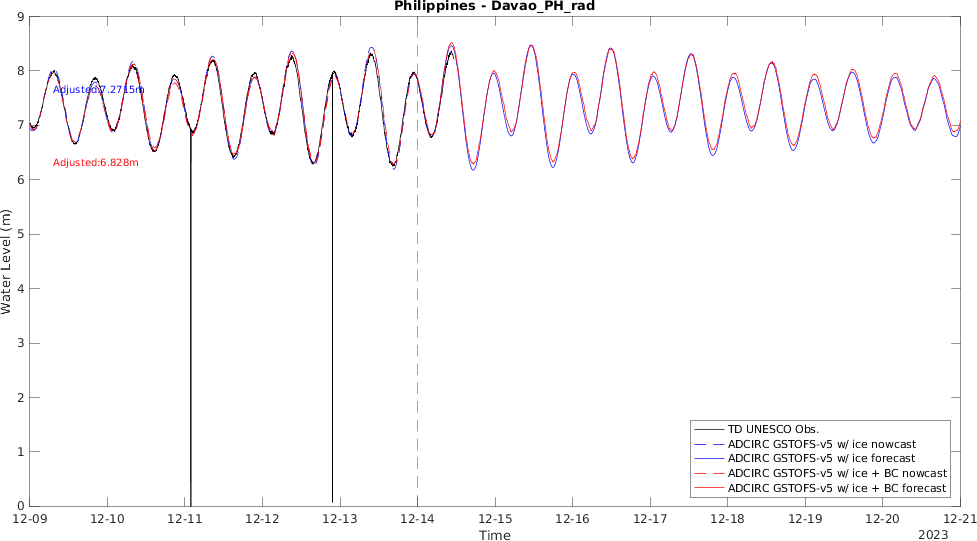 Philippines - Davao_PH_rad
9
8
7
6
5
4
3
2
1
0
Water Level (m)
Adjusted:7.2715m
Adjusted:6.828m
TD UNESCO Obs.
ADCIRC GSTOFS-v5 w/ ice nowcast
ADCIRC GSTOFS-v5 w/ ice forecast
ADCIRC GSTOFS-v5 w/ ice + BC nowcast
ADCIRC GSTOFS-v5 w/ ice + BC forecast
12-09 12-10 12-11 12-12 12-13 12-14 12-15 12-16 12-17 12-18 12-19 12-20 12-21
Time
2023